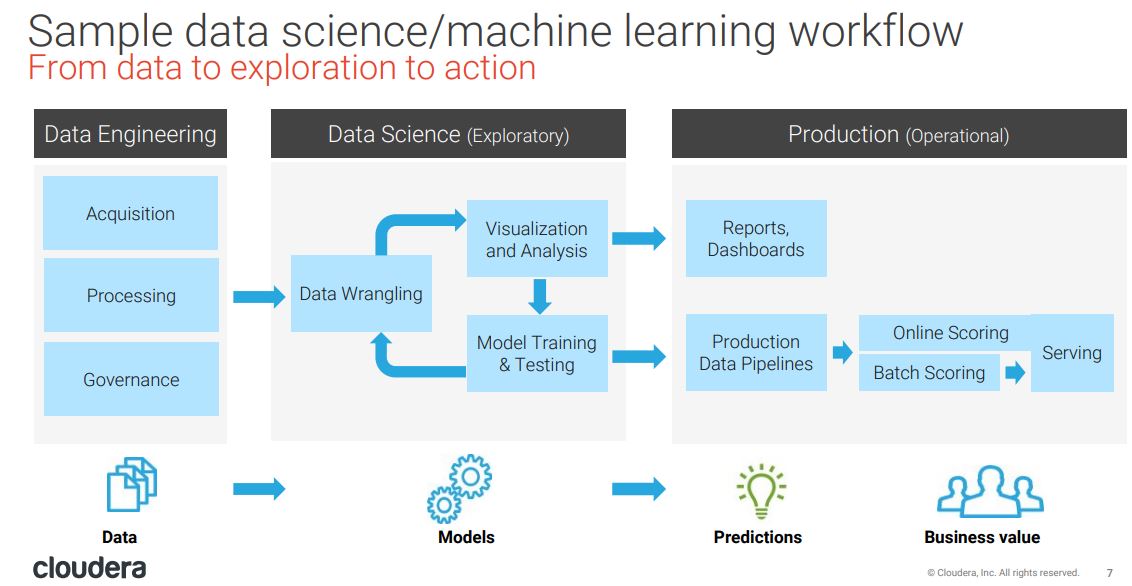 Sample data science/machine learning workflow
From data to exploration to action
Data Engineering
Acquisition
Processing
Governance
Data Science (Exploratory)
Data Wrangling
Visualization
and Analysis
Model Training
& Testing
Production (Operational)
Reports,
Dashboards
Production
Data Pipelines
Online Scoring
Batch Scoring
Serving
Data
Models
Predictions
Business value
cloudera
© Cloudera, Inc. All rights reserved.
7